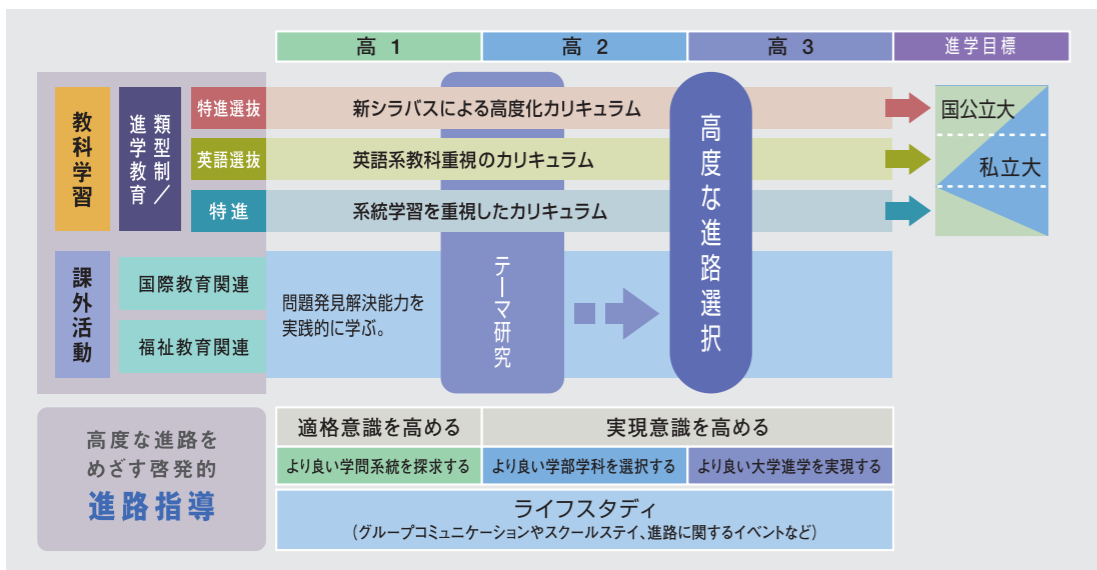 高1
高2
高3
進学目標
教科学習
類型制／
進学教育
特進選抜
新シラバスによる高度化カリキュラム
英語選抜
英語系教科重視のカリキュラム
特進
系統学習を重視したカリキュラム
国公立大
私立大
課外活動
国際教育関連
福祉教育関連
問題発見解決能力を
実践的に学ぶ。
テーマ研究
高度な進路選択
高度な進路を
めざす啓発的
進路指導
適格意識を高める
実現意識を高める
より良い学問系統を探求する
より良い学部学科を選択する
より良い大学進学を実現する
ライフスタディ
（グループコミュニケーションやスクールステイ、進路に関するイベントなど）